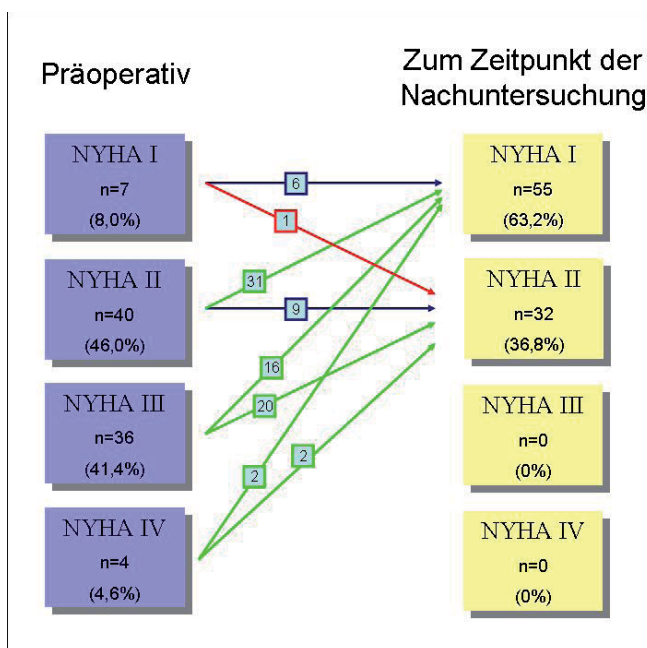 Präoperativ
Zum Zeitpunkt der
Nachuntersuchung
NYHA I
n=7
(8,0%)
NYHA II
n=40
(46,0%)
NYHA III
n=36
(41,4%)
NYHA IV
n=4
(4,6%)
6
1
31
9
16
20
2
2
NYHA I
n=55
(63,2%)
NYHA II
n=32
(36,8%)
NYHA III
n=0
(0%)
NYHA IV
n=0
(0%)